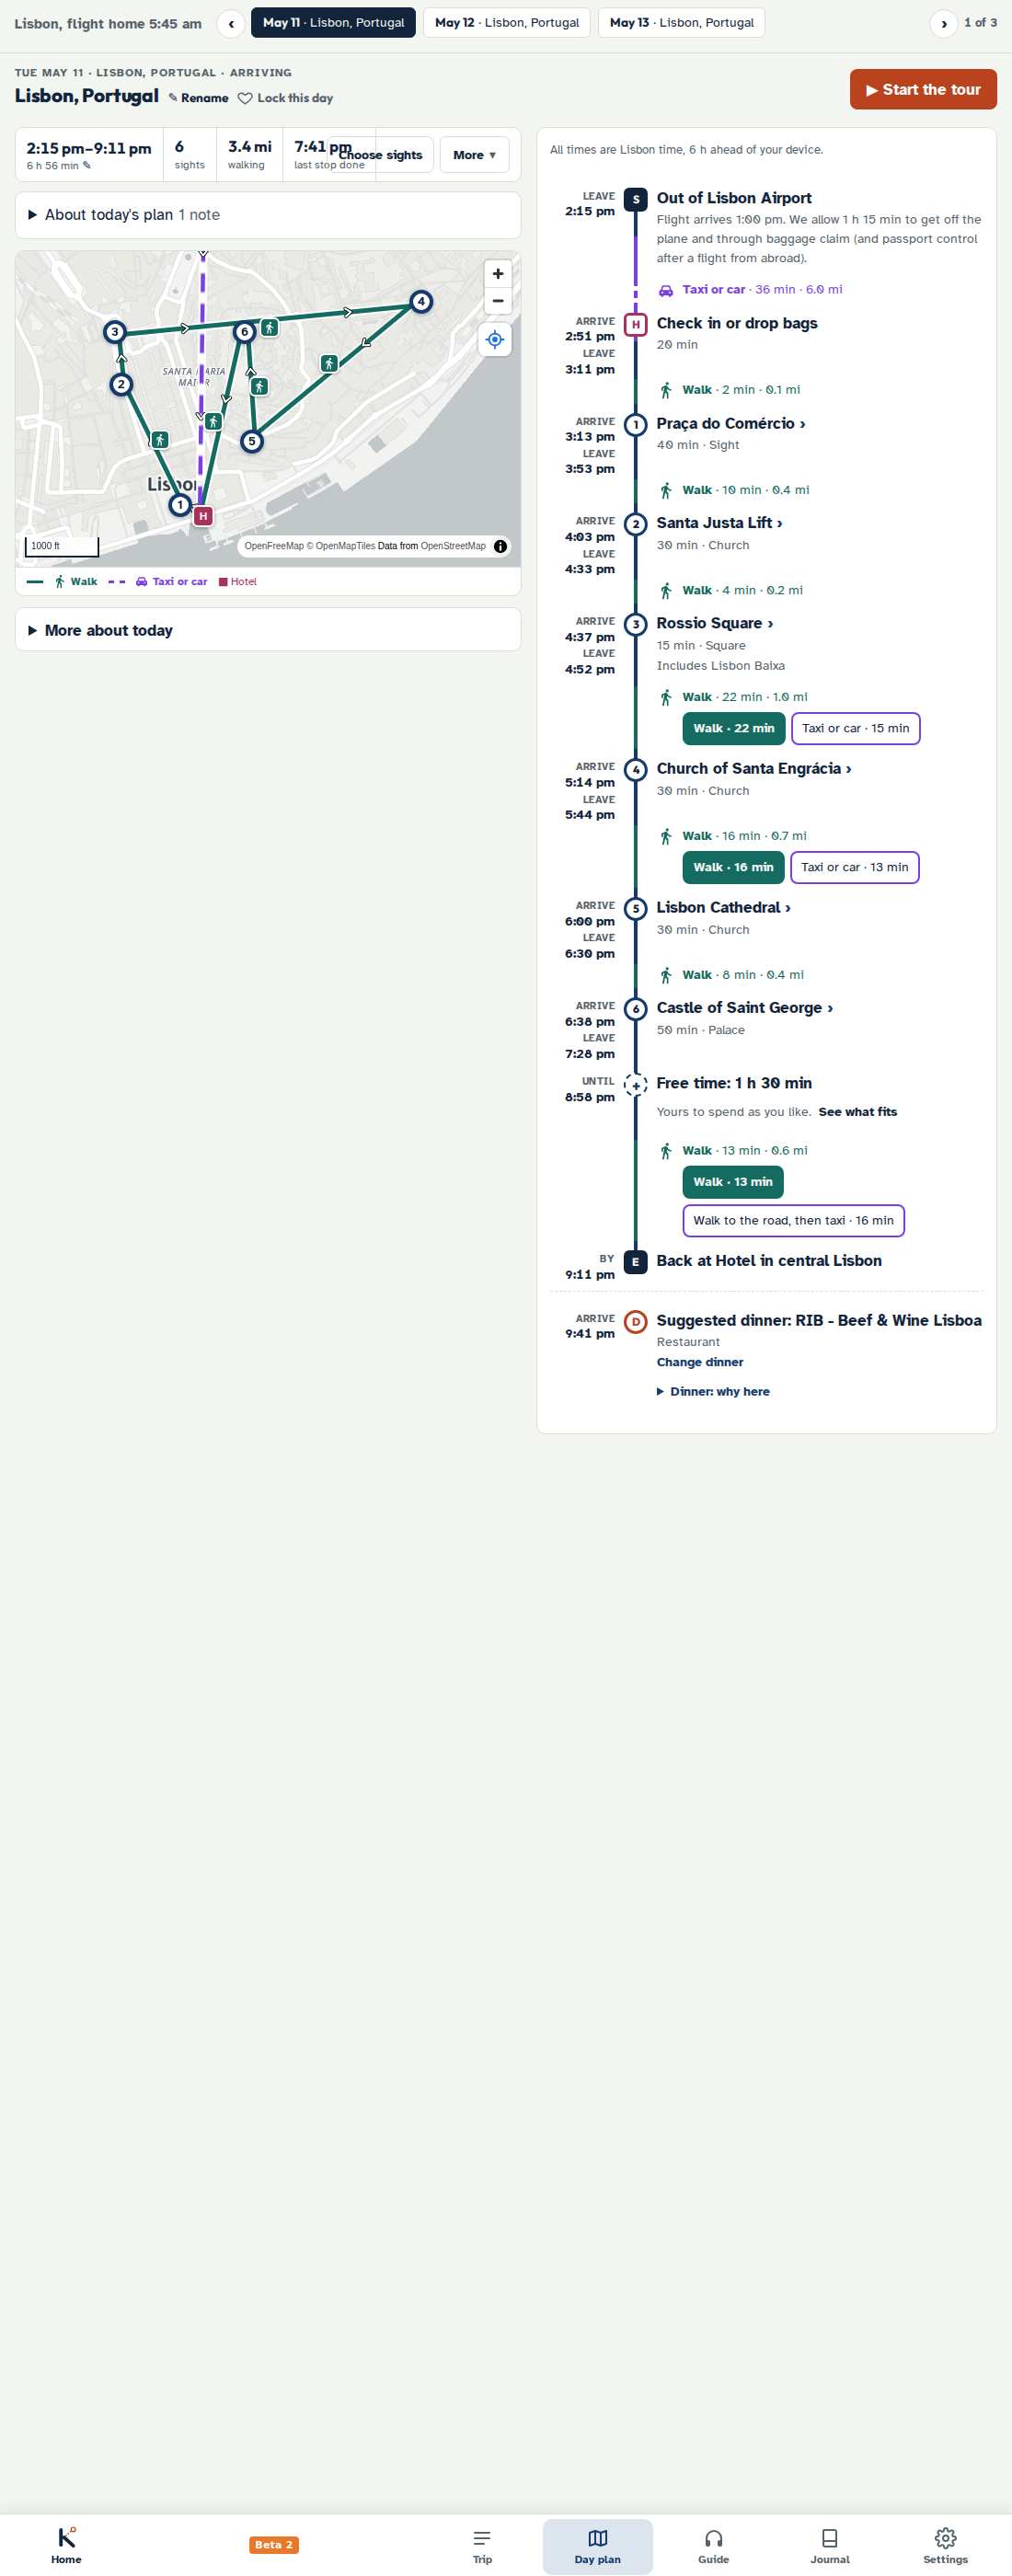 Lisbon, flight home 5:45 am
‹
May 11 · Lisbon, Portugal
May 12 · Lisbon, Portugal
May 13 · Lisbon, Portugal
›
1 of 3
TUE MAY 11 · LISBON, PORTUGAL · ARRIVING
Lisbon, Portugal ✎ Rename Lock this day
▶ Start the tour
2:15 pm–9:11 pm
6 h 56 min ✎
6
sights
3.4 mi
walking
7:41 pm
last stop done
Choose sights
More ▾
▶ About today's plan 1 note
+
−
3
6
4
2
5
1
H
SANTA MARIA
MAIOR
Lisbon
1000 ft
OpenFreeMap © OpenMapTiles Data from OpenStreetMap
Walk
Taxi or car
Hotel
▶ More about today
All times are Lisbon time, 6 h ahead of your device.
LEAVE
2:15 pm
S
Out of Lisbon Airport
Flight arrives 1:00 pm. We allow 1 h 15 min to get off the
plane and through baggage claim (and passport control
after a flight from abroad).
Taxi or car · 36 min · 6.0 mi
ARRIVE
2:51 pm
LEAVE
3:11 pm
H
Check in or drop bags
20 min
Walk · 2 min · 0.1 mi
ARRIVE
3:13 pm
LEAVE
3:53 pm
1
Praça do Comércio ›
40 min · Sight
Walk · 10 min · 0.4 mi
ARRIVE
4:03 pm
LEAVE
4:33 pm
2
Santa Justa Lift ›
30 min · Church
Walk · 4 min · 0.2 mi
ARRIVE
4:37 pm
LEAVE
4:52 pm
3
Rossio Square ›
15 min · Square
Includes Lisbon Baixa
Walk · 22 min · 1.0 mi
Walk · 22 min
Taxi or car · 15 min
ARRIVE
5:14 pm
LEAVE
5:44 pm
4
Church of Santa Engrácia ›
30 min · Church
Walk · 16 min · 0.7 mi
Walk · 16 min
Taxi or car · 13 min
ARRIVE
6:00 pm
LEAVE
6:30 pm
5
Lisbon Cathedral ›
30 min · Church
Walk · 8 min · 0.4 mi
ARRIVE
6:38 pm
LEAVE
7:28 pm
6
Castle of Saint George ›
50 min · Palace
UNTIL
8:58 pm
+
Free time: 1 h 30 min
Yours to spend as you like. See what fits
Walk · 13 min · 0.6 mi
Walk · 13 min
Walk to the road, then taxi · 16 min
BY
9:11 pm
E
Back at Hotel in central Lisbon
ARRIVE
9:41 pm
D
Suggested dinner: RIB - Beef & Wine Lisboa
Restaurant
Change dinner
▶ Dinner: why here
Home
Beta 2
Trip
Day plan
Guide
Journal
Settings